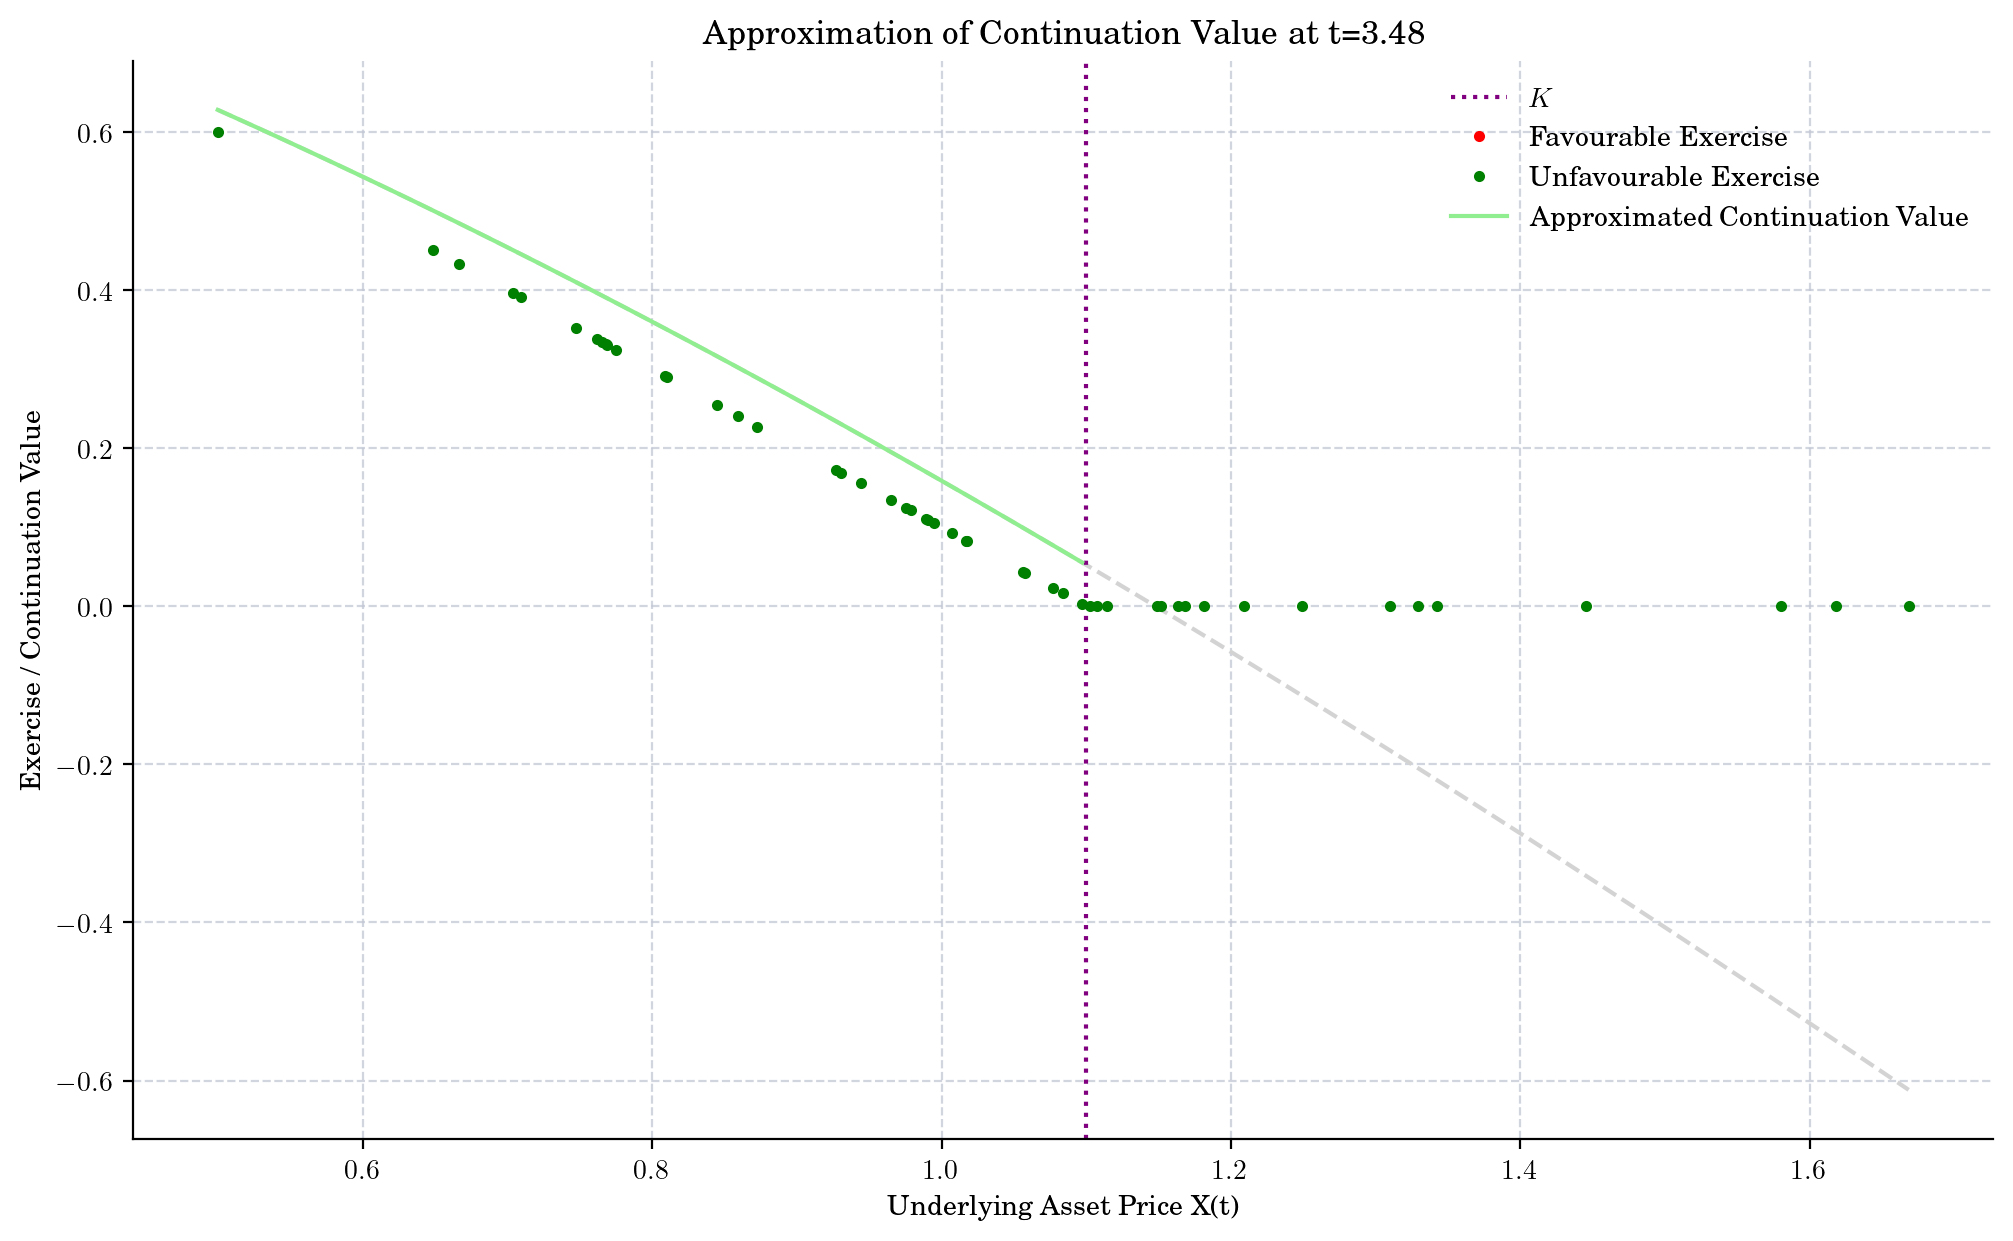 Approximation of Continuation Value at t=3.48
K
Favourable Exercise
Unfavourable Exercise
Approximated Continuation Value
Exercise / Continuation Value
0.6
0.4
0.2
0.0
−0.2
−0.4
−0.6
0.6
0.8
1.0
1.2
1.4
1.6
Underlying Asset Price X(t)